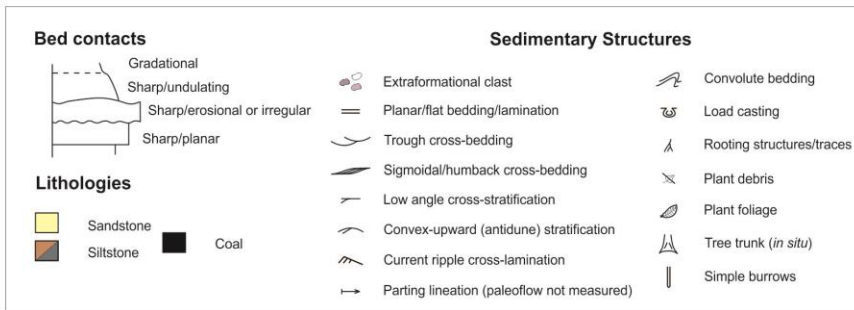 Bed contacts
Gradational
Sharp/undulating
Sharp/erosional or irregular
Sharp/planar
Lithologies
Sandstone
Siltstone
Coal
Sedimentary Structures
Extraformational clast
Planar/flat bedding/lamination
Trough cross-bedding
Sigmoidal/humback cross-bedding
Low angle cross-stratification
Convex-upward (antidune) stratification
Current ripple cross-lamination
Parting lineation (paleoflow not measured)
Convolute bedding
Load casting
Rooting structures/traces
Plant debris
Plant foliage
Tree trunk (in situ)
Simple burrows